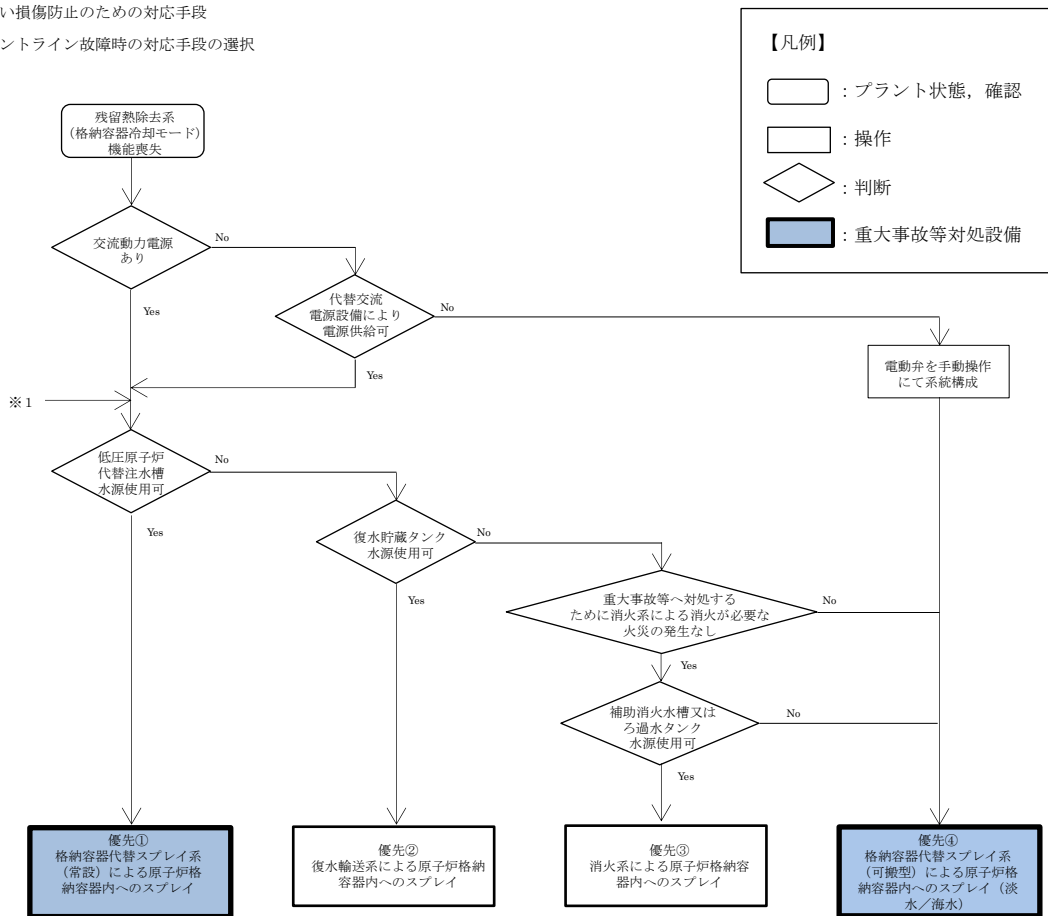 い損傷防止のための対応手段
ントライン故障時の対応手段の選択
【凡例】
：プラント状態，確認
：操作
：判断
：重大事故等対処設備
残留熱除去系
(格納容器冷却モード)
機能喪失
交流動力電源
あり
No
Yes
代替交流
電源設備により
電源供給可
No
Yes
電動弁を手動操作
にて系統構成
※1
低圧原子炉
代替注水槽
水源使用可
No
Yes
復水貯蔵タンク
水源使用可
No
Yes
重大事故等へ対処する
ために消火系による消火が必要な
火災の発生なし
No
Yes
補助消火水槽又は
ろ過水タンク
水源使用可
No
Yes
優先①
格納容器代替スプレイ系
（常設）による原子炉格
納容器内へのスプレイ
優先②
復水輸送系による原子炉格納
容器内へのスプレイ
優先③
消火系による原子炉格納容
器内へのスプレイ
優先④
格納容器代替スプレイ系
（可搬型）による原子炉格
納容器内へのスプレイ（淡
水／海水）